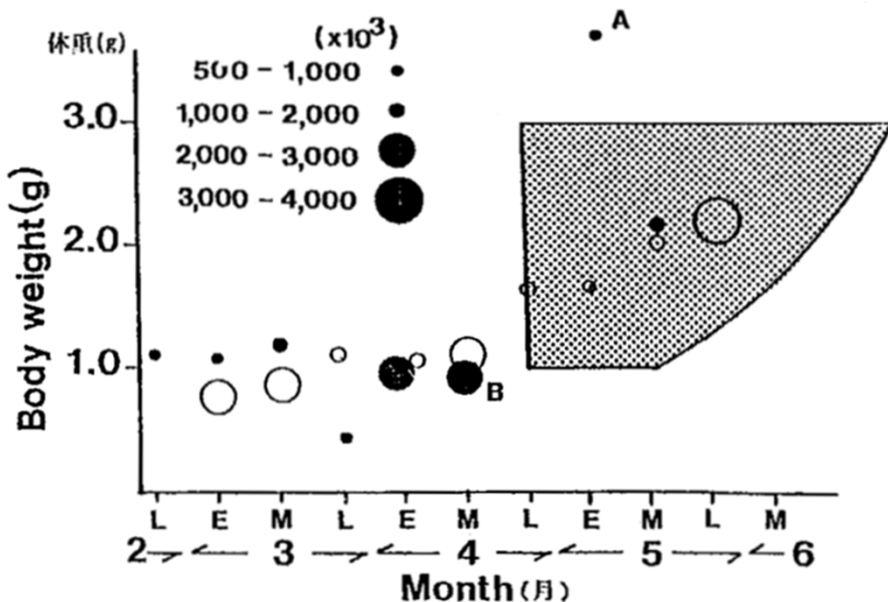 体重(g)
(x10³)
500 - 1,000
1,000 - 2,000
2,000 - 3,000
3,000 - 4,000
A
B
3.0
2.0
1.0
Body weight(g)
L E M L E M L E M L M
2 3 4 5 6
Month(月)